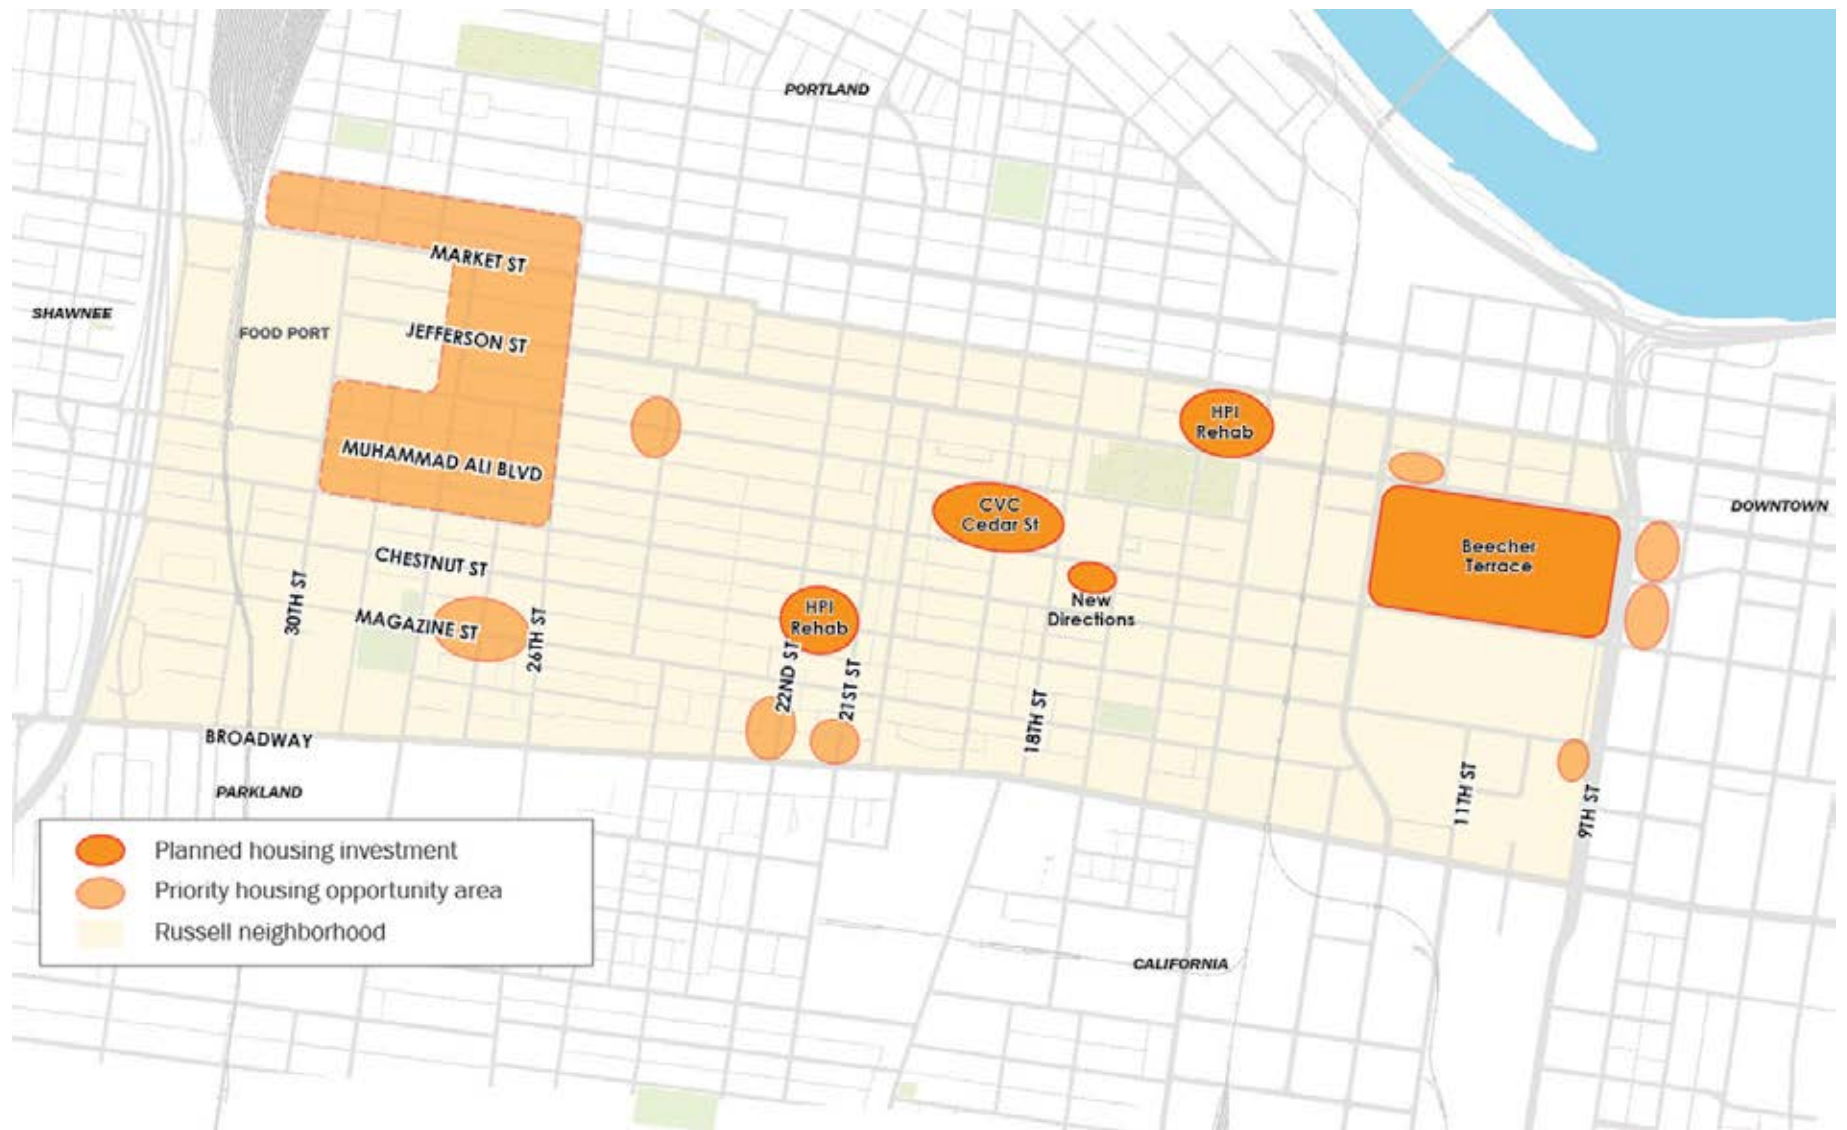 PORTLAND
MARKET ST
SHAWNEE
FOOD PORT
JEFFERSON ST
HPI
Rehab
MUHAMMAD ALI BLVD
CVC
Cedar St
DOWNTOWN
Beecher
Terrace
CHESTNUT ST
30TH ST
MAGAZINE ST
26TH ST
HPI
Rehab
New
Directions
22ND ST
21ST ST
18TH ST
BROADWAY
11TH ST
9TH ST
PARKLAND
Planned housing investment
Priority housing opportunity area
Russell neighborhood
CALIFORNIA